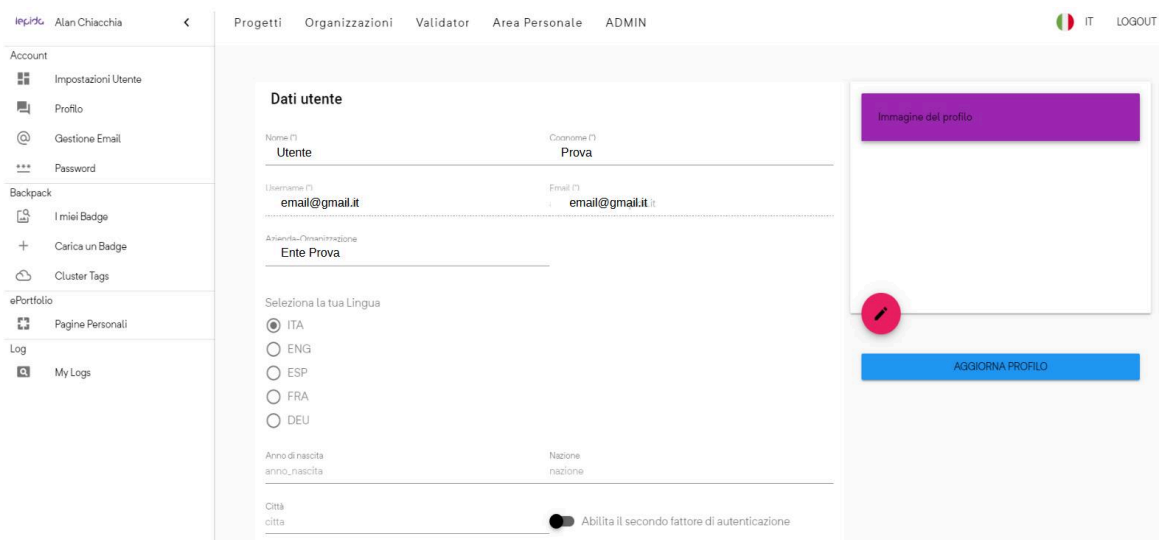 lepida Alan Chiacchia
Progetti Organizzazioni Validator Area Personale ADMIN
IT LOGOUT
Account
Impostazioni Utente
Profilo
Gestione Email
Password
Backpack
I miei Badge
Carica un Badge
Cluster Tags
ePortfolio
Pagine Personali
Log
My Logs
Dati utente
Nome (*) Cognome (*)
Utente Prova
Username (*) Email (*)
email@gmail.it email@gmail.it.it
Azienda-Organizzazione
Ente Prova
Seleziona la tua Lingua
ITA
ENG
ESP
FRA
DEU
Anno di nascita Nazione
anno_nascita nazione
Città
citta Abilita il secondo fattore di autenticazione
Immagine del profilo
AGGIORNA PROFILO